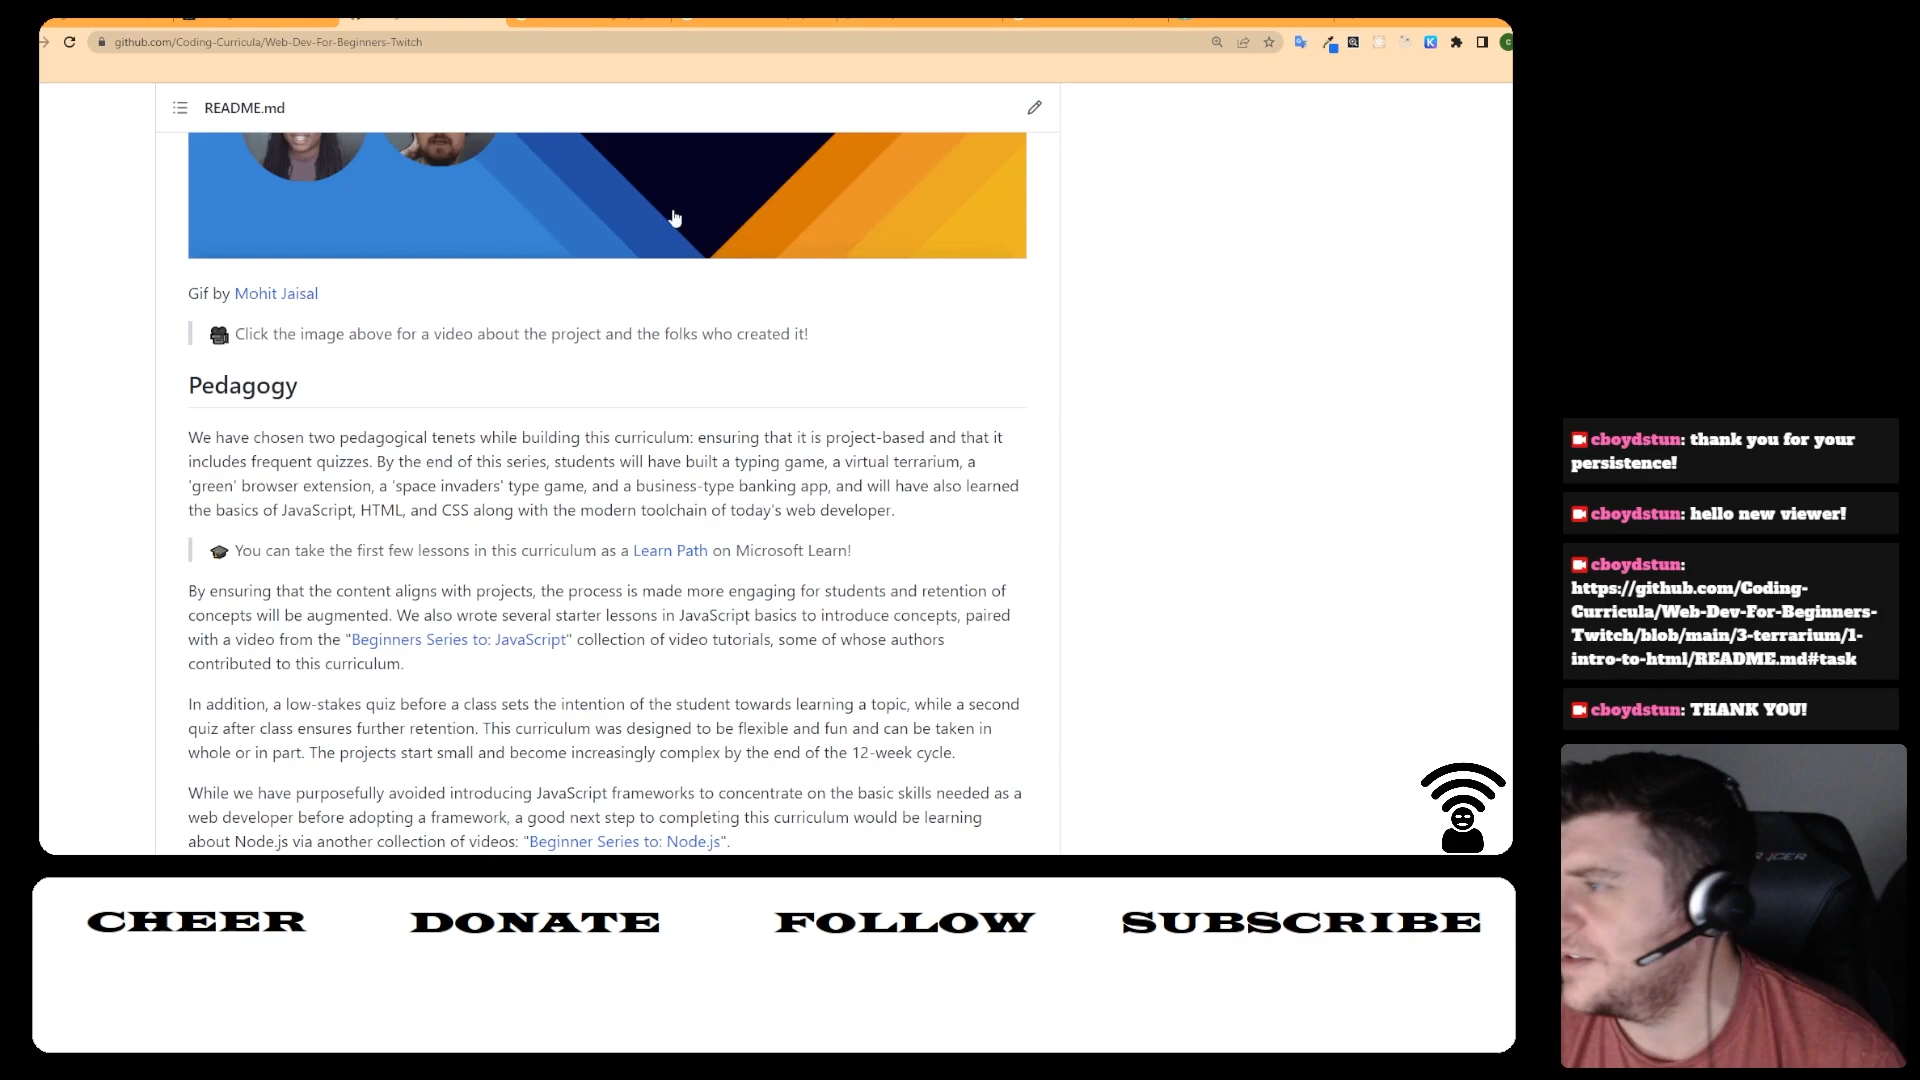 github.com/Coding-Curricula/Web-Dev-For-Beginners-Twitch
README.md
Gif by Mohit Jaisal
Click the image above for a video about the project and the folks who created it!
Pedagogy
We have chosen two pedagogical tenets while building this curriculum: ensuring that it is project-based and that it
includes frequent quizzes. By the end of this series, students will have built a typing game, a virtual terrarium, a
'green' browser extension, a 'space invaders' type game, and a business-type banking app, and will have also learned
the basics of JavaScript, HTML, and CSS along with the modern toolchain of today's web developer.
You can take the first few lessons in this curriculum as a Learn Path on Microsoft Learn!
By ensuring that the content aligns with projects, the process is made more engaging for students and retention of
concepts will be augmented. We also wrote several starter lessons in JavaScript basics to introduce concepts, paired
with a video from the "Beginners Series to: JavaScript" collection of video tutorials, some of whose authors
contributed to this curriculum.
In addition, a low-stakes quiz before a class sets the intention of the student towards learning a topic, while a second
quiz after class ensures further retention. This curriculum was designed to be flexible and fun and can be taken in
whole or in part. The projects start small and become increasingly complex by the end of the 12-week cycle.
While we have purposefully avoided introducing JavaScript frameworks to concentrate on the basic skills needed as a
web developer before adopting a framework, a good next step to completing this curriculum would be learning
about Node.js via another collection of videos: "Beginner Series to: Node.js".
cboydstun: thank you for your
persistence!
cboydstun: hello new viewer!
cboydstun:
https://github.com/Coding-
Curricula/Web-Dev-For-Beginners-
Twitch/blob/main/3-terrarium/1-
intro-to-html/README.md#task
cboydstun: THANK YOU!
CHEER
DONATE
FOLLOW
SUBSCRIBE